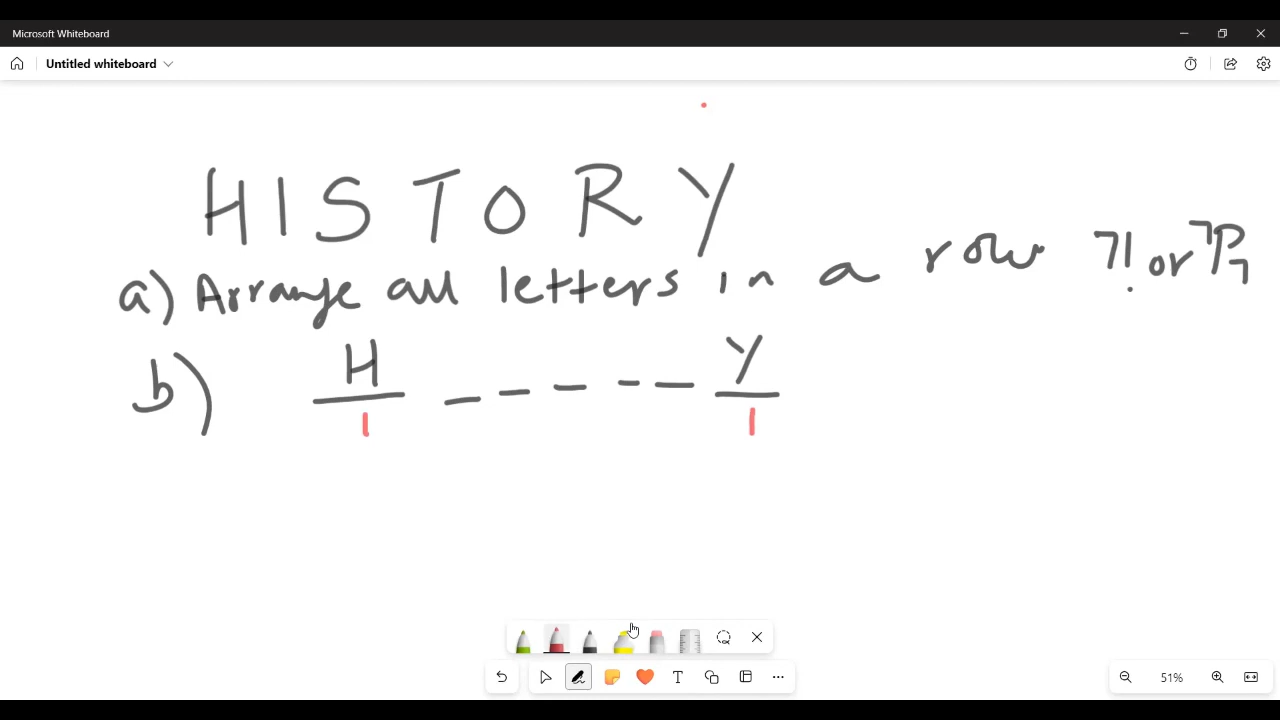 Microsoft Whiteboard
Untitled whiteboard
HISTORY
a) Arrange all letters in a row 7! or 7P7
b) H _ _ _ _ _ Y
1 1
51%